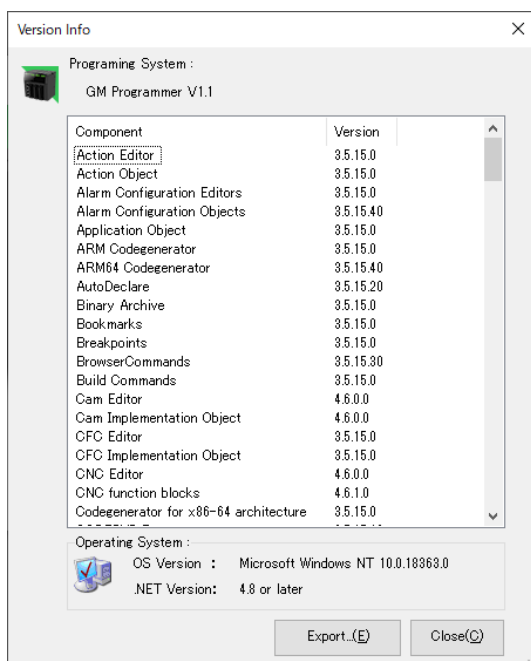 Version Info
Programing System :
GM Programmer V1.1
Component Version
Action Editor 3.5.15.0
Action Object 3.5.15.0
Alarm Configuration Editors 3.5.15.0
Alarm Configuration Objects 3.5.15.40
Application Object 3.5.15.0
ARM Codegenerator 3.5.15.0
ARM64 Codegenerator 3.5.15.40
AutoDeclare 3.5.15.20
Binary Archive 3.5.15.0
Bookmarks 3.5.15.0
Breakpoints 3.5.15.0
BrowserCommands 3.5.15.30
Build Commands 3.5.15.0
Cam Editor 4.6.0.0
Cam Implementation Object 4.6.0.0
CFC Editor 3.5.15.0
CFC Implementation Object 3.5.15.0
CNC Editor 4.6.0.0
CNC function blocks 4.6.1.0
Codegenerator for x86-64 architecture 3.5.15.0
Operating System :
OS Version : Microsoft Windows NT 10.0.18363.0
.NET Version: 4.8 or later
Export...(E) Close(C)